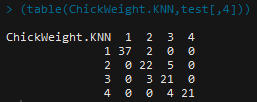 > (table(ChickWeight.KNN,test[,4]))
ChickWeight.KNN  1  2  3  4
              1 37  2  0  0
              2  0 22  5  0
              3  0  3 21  0
              4  0  0  4 21